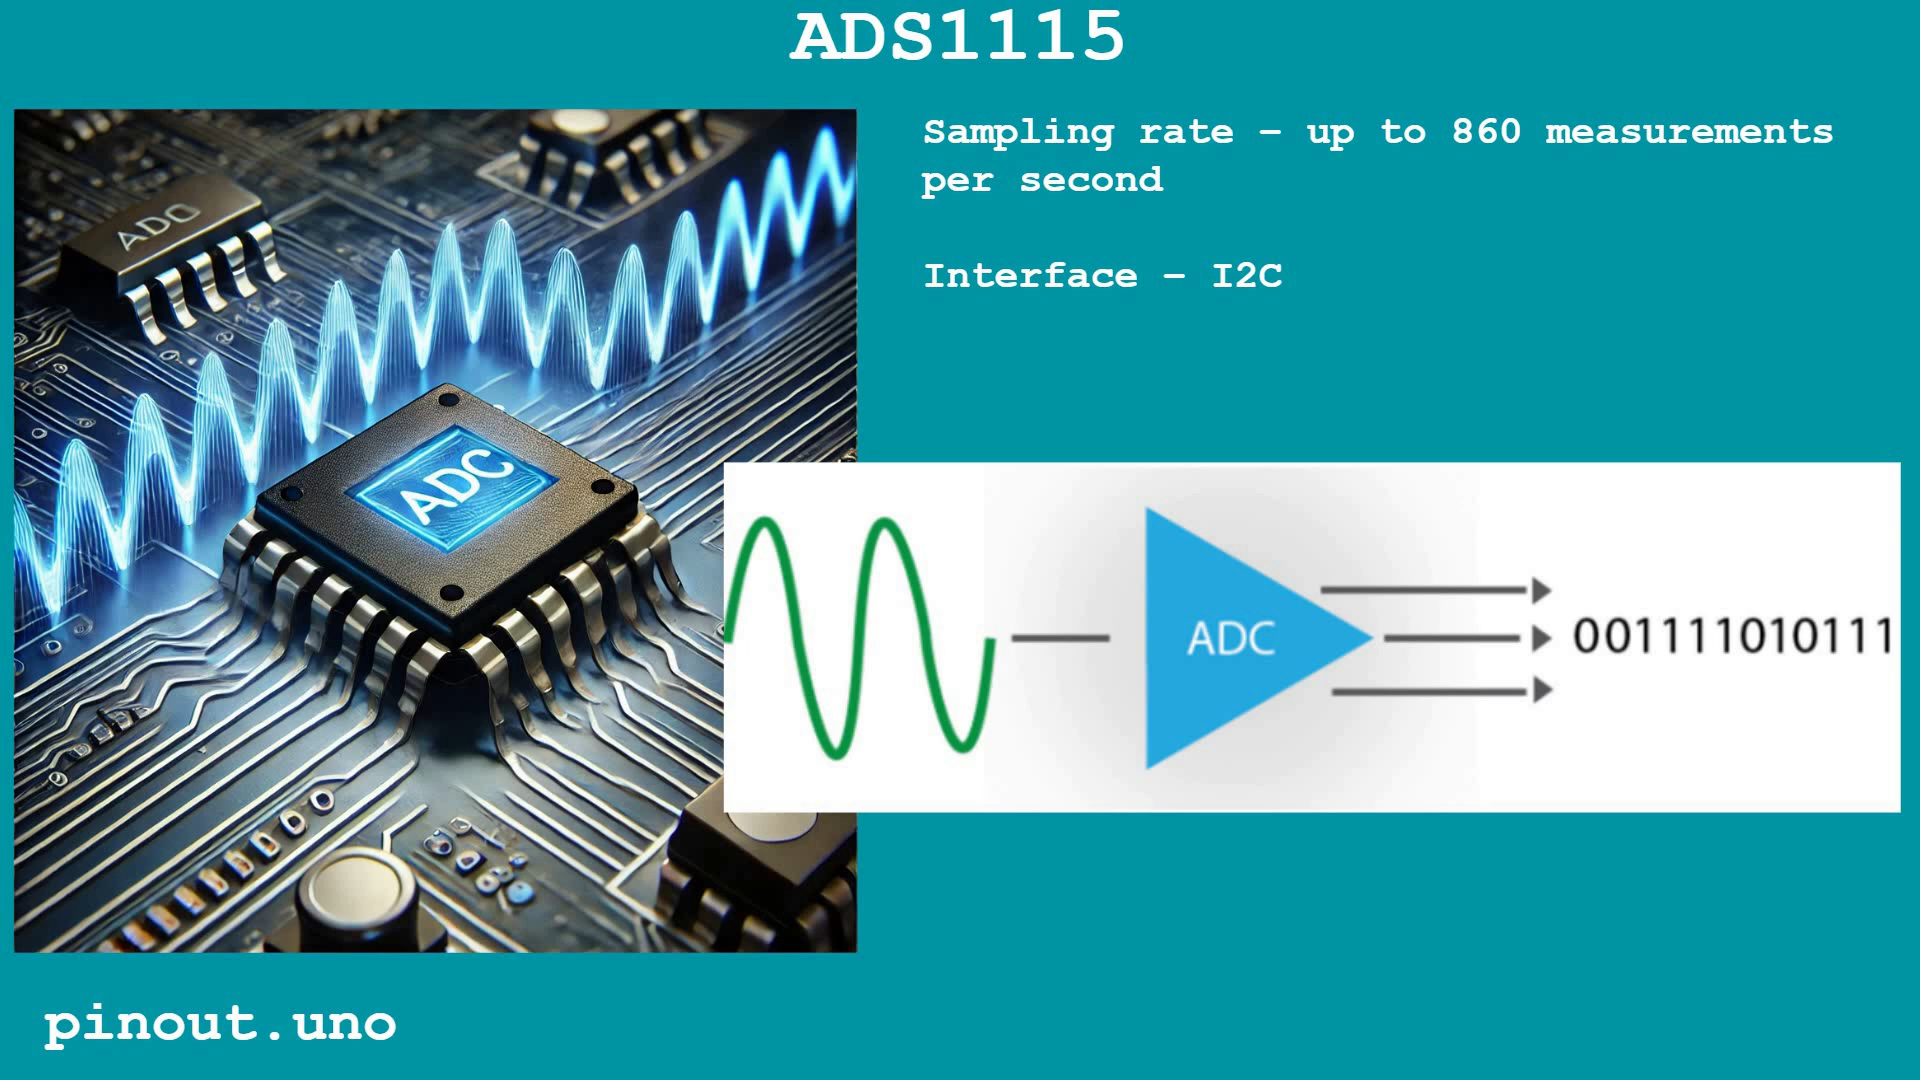 ADS1115
Sampling rate – up to 860 measurements
per second
Interface – I2C
ADC
ADC
ADC
001111010111
pinout.uno